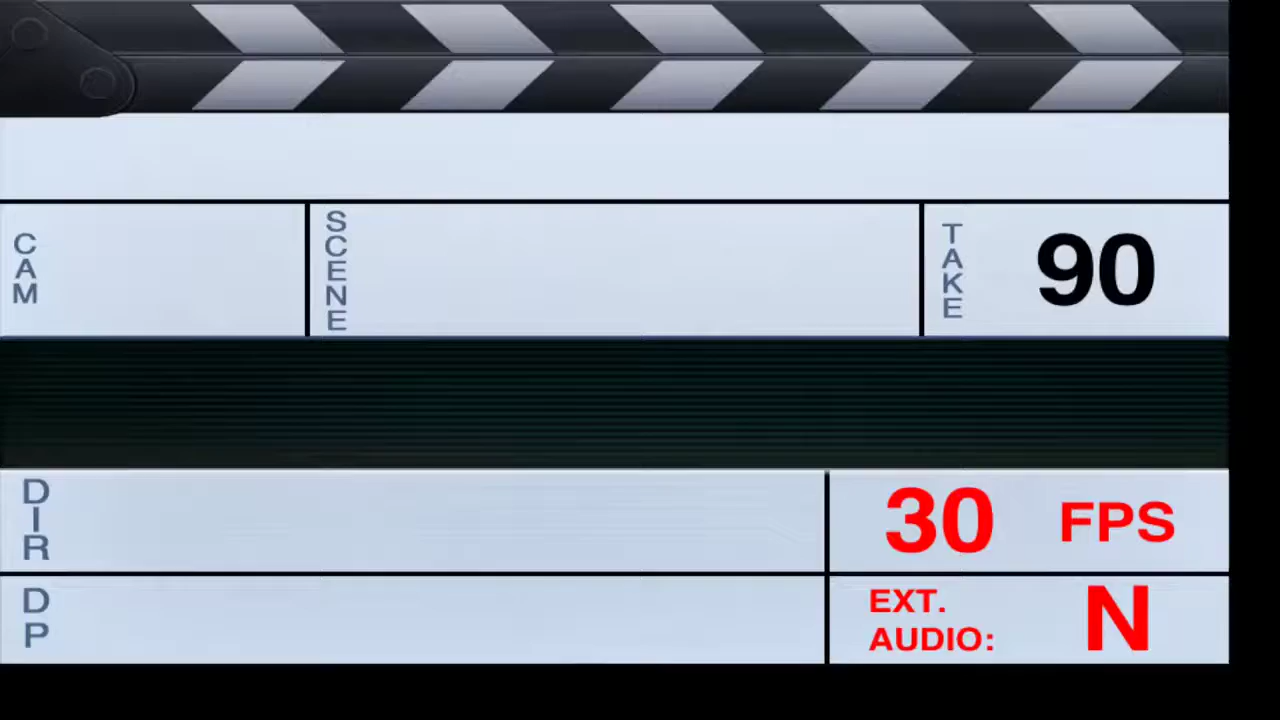 CAM
SCENE
TAKE 90
DIR
30 FPS
DP
EXT. AUDIO: N